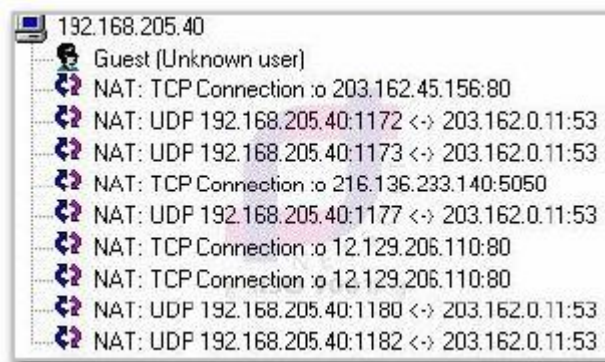 192.168.205.40
Guest (Unknown user)
NAT: TCP Connection :o 203.162.45.156:80
NAT: UDP 192.168.205.40:1172 <-> 203.162.0.11:53
NAT: UDP 192.168.205.40:1173 <-> 203.162.0.11:53
NAT: TCP Connection :o 216.136.233.140:5050
NAT: UDP 192.168.205.40:1177 <-> 203.162.0.11:53
NAT: TCP Connection :o 12.129.206.110:80
NAT: TCP Connection :o 12.129.206.110:80
NAT: UDP 192.168.205.40:1180 <-> 203.162.0.11:53
NAT: UDP 192.168.205.40:1182 <-> 203.162.0.11:53